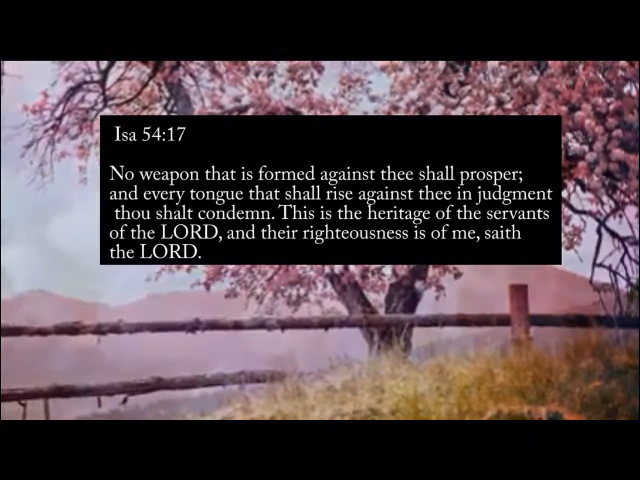 Isa 54:17
No weapon that is formed against thee shall prosper;
and every tongue that shall rise against thee in judgment
thou shalt condemn. This is the heritage of the servants
of the LORD, and their righteousness is of me, saith
the LORD.